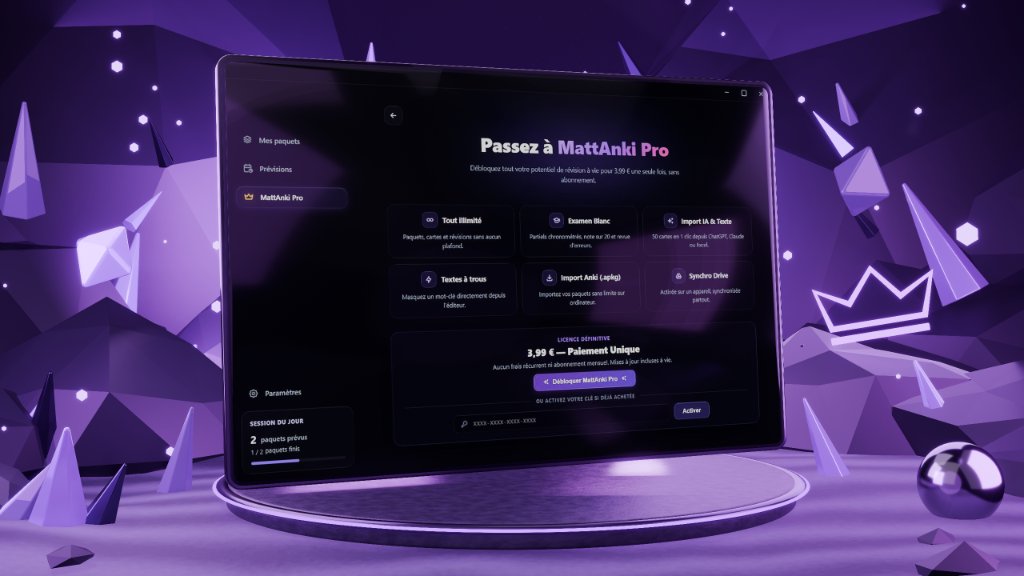 Mes paquets
Prévisions
MattAnki Pro
Passez à MattAnki Pro
Débloquez tout votre potentiel de révision à vie pour 3,99 € une seule fois, sans
abonnement.
Tout Illimité
Paquets, cartes et révisions sans aucun
plafond.
Examen Blanc
Partiels chronométrés, note sur 20 et revue
d'erreurs.
Import IA & Texte
50 cartes en 1 clic depuis ChatGPT, Claude
ou Excel.
Textes à trous
Masquez un mot-clé directement depuis
l'éditeur.
Import Anki (.apkg)
Importez vos paquets sans limite sur
ordinateur.
Synchro Drive
Activée sur un appareil, synchronisée
partout.
LICENCE DÉFINITIVE
3,99 € — Paiement Unique
Aucun frais récurrent ni abonnement mensuel. Mises à jour incluses à vie.
Débloquer MattAnki Pro
OU ACTIVEZ VOTRE CLÉ SI DÉJÀ ACHETÉE
XXXX-XXXX-XXXX-XXXX
Activer
Paramètres
SESSION DU JOUR
2 paquets prévus
1 / 2 paquets finis